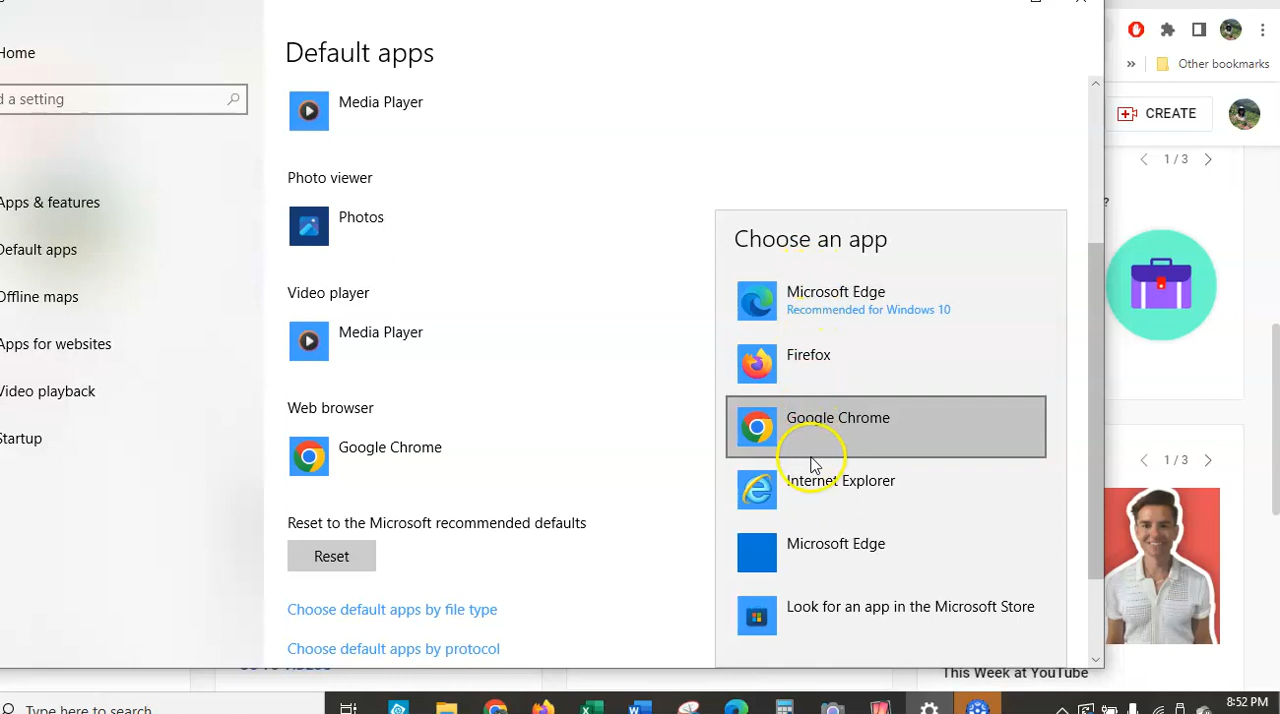 Home
d a setting
Apps & features
Default apps
Offline maps
Apps for websites
Video playback
Startup
Default apps
Media Player
Photo viewer
Photos
Video player
Media Player
Web browser
Google Chrome
Reset to the Microsoft recommended defaults
Reset
Choose default apps by file type
Choose default apps by protocol
Choose an app
Microsoft Edge
Recommended for Windows 10
Firefox
Google Chrome
Internet Explorer
Microsoft Edge
Look for an app in the Microsoft Store
» Other bookmarks
CREATE
1 / 3
?
1 / 3
This Week at YouTube
Type here to search
8:52 PM